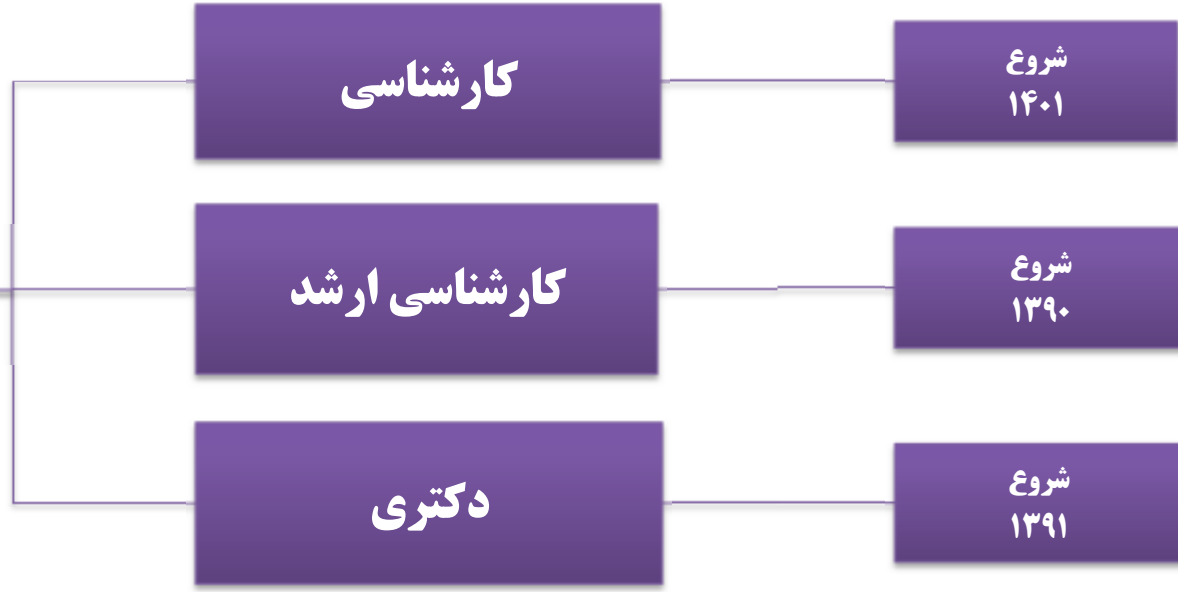 کارشناسی
شروع
۱۴۰۱
کارشناسی ارشد
شروع
۱۳۹۰
دکتری
شروع
۱۳۹۱